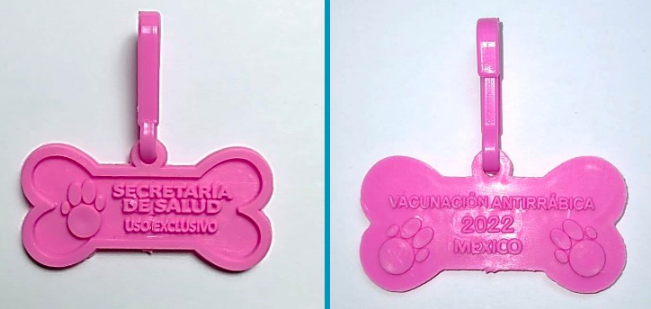 SECRETARÍA
DE SALUD
USO EXCLUSIVO
VACUNACIÓN ANTIRRÁBICA
2022
MÉXICO